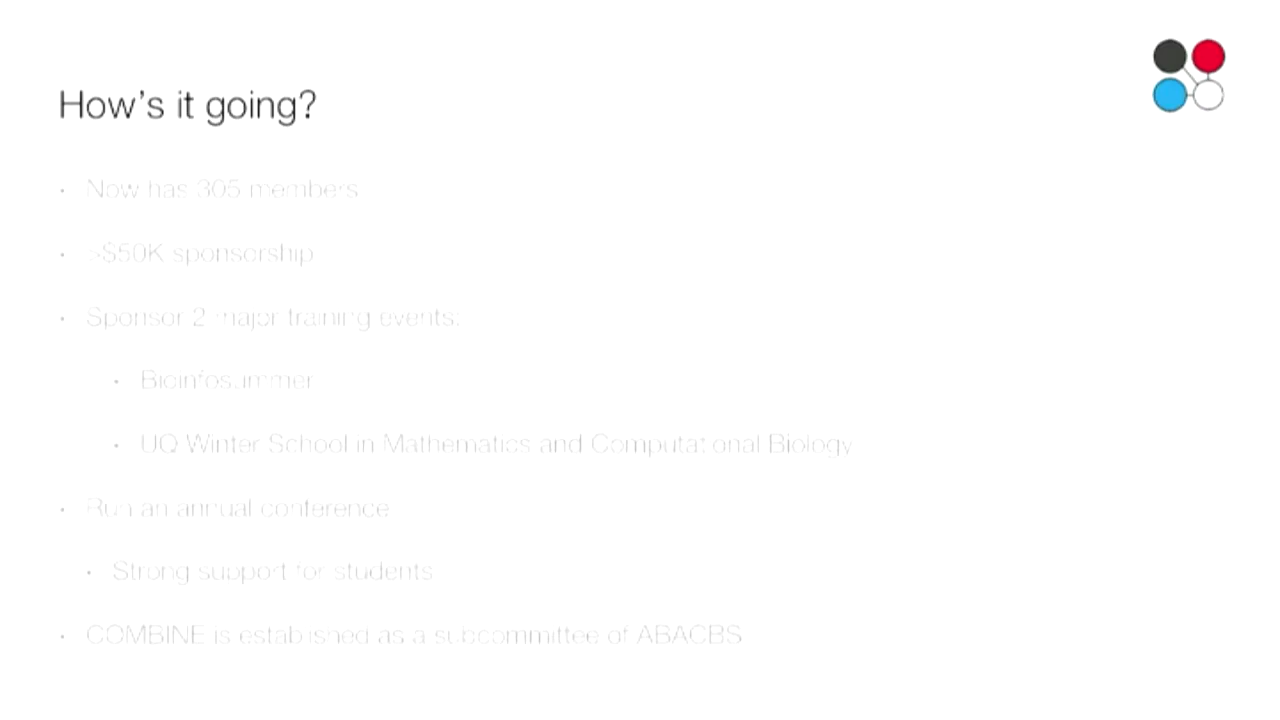 How's it going?
• Now has 305 members
• >$50K sponsorship
• Sponsor 2 major training events:
• Bioinfosummer
• UQ Winter School in Mathematics and Computational Biology
• Run an annual conference
• Strong support for students
• COMBINE is established as a subcommittee of ABACBS